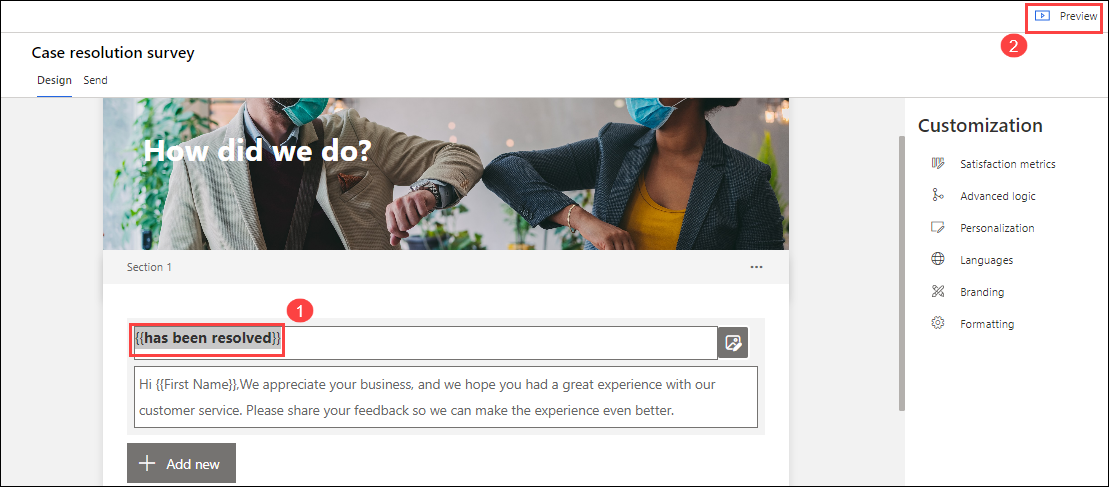 Preview
2
Case resolution survey
Design Send
How did we do?
Customization
Satisfaction metrics
Advanced logic
Personalization
Languages
Branding
Formatting
Section 1
1
{{has been resolved}}
Hi {{First Name}},We appreciate your business, and we hope you had a great experience with our
customer service. Please share your feedback so we can make the experience even better.
Add new